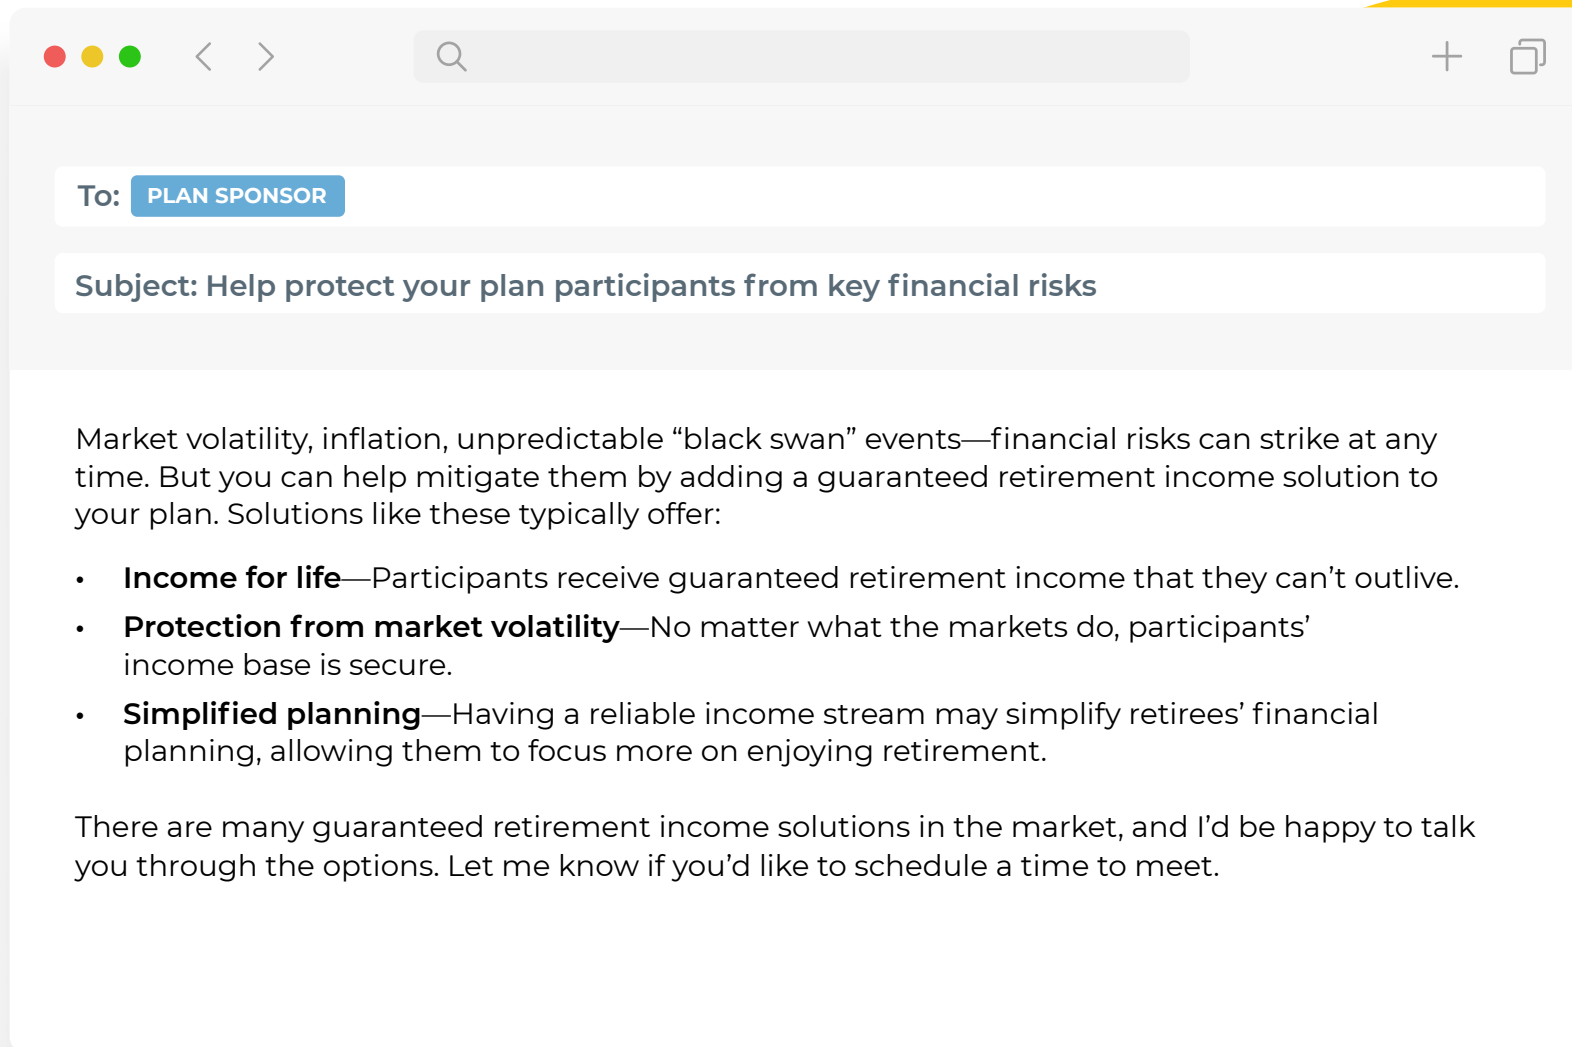 To: PLAN SPONSOR
Subject: Help protect your plan participants from key financial risks
Market volatility, inflation, unpredictable “black swan” events—financial risks can strike at any
time. But you can help mitigate them by adding a guaranteed retirement income solution to
your plan. Solutions like these typically offer:
• Income for life—Participants receive guaranteed retirement income that they can’t outlive.
• Protection from market volatility—No matter what the markets do, participants’
income base is secure.
• Simplified planning—Having a reliable income stream may simplify retirees’ financial
planning, allowing them to focus more on enjoying retirement.
There are many guaranteed retirement income solutions in the market, and I’d be happy to talk
you through the options. Let me know if you’d like to schedule a time to meet.